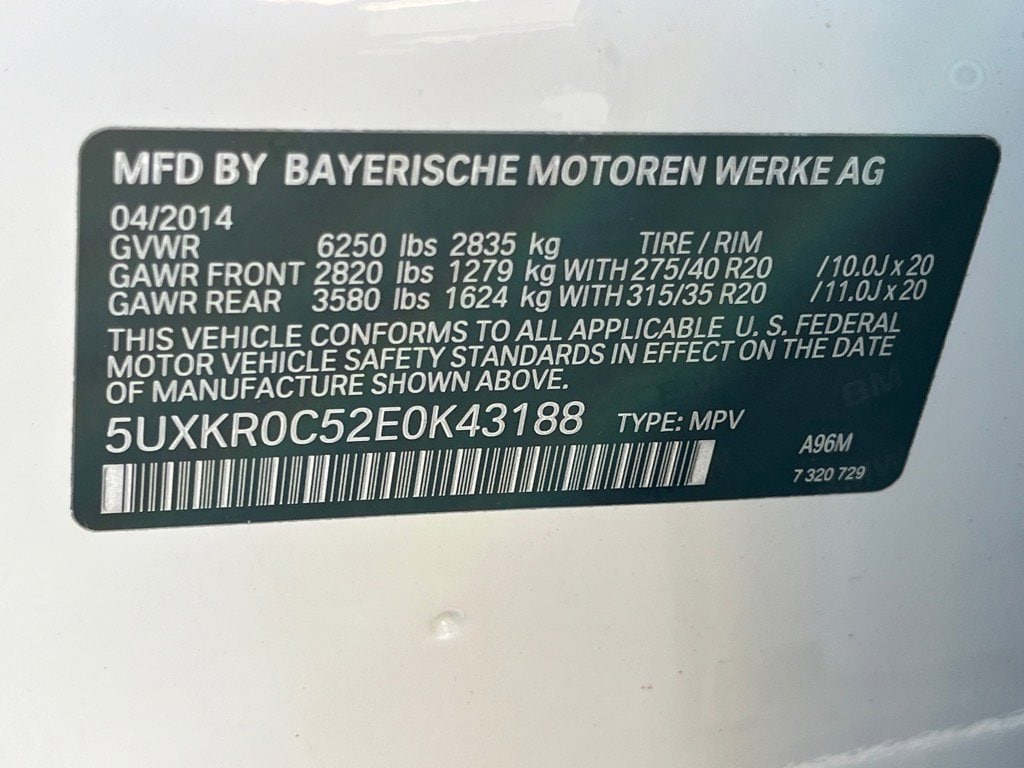 MFD BY BAYERISCHE MOTOREN WERKE AG
04/2014
GVWR 6250 lbs 2835 kg TIRE / RIM
GAWR FRONT 2820 lbs 1279 kg WITH 275/40 R20 /10.0J x 20
GAWR REAR 3580 lbs 1624 kg WITH 315/35 R20 /11.0J x 20
THIS VEHICLE CONFORMS TO ALL APPLICABLE U. S. FEDERAL
MOTOR VEHICLE SAFETY STANDARDS IN EFFECT ON THE DATE
OF MANUFACTURE SHOWN ABOVE.
5UXKR0C52E0K43188 TYPE: MPV
A96M
7 320 729